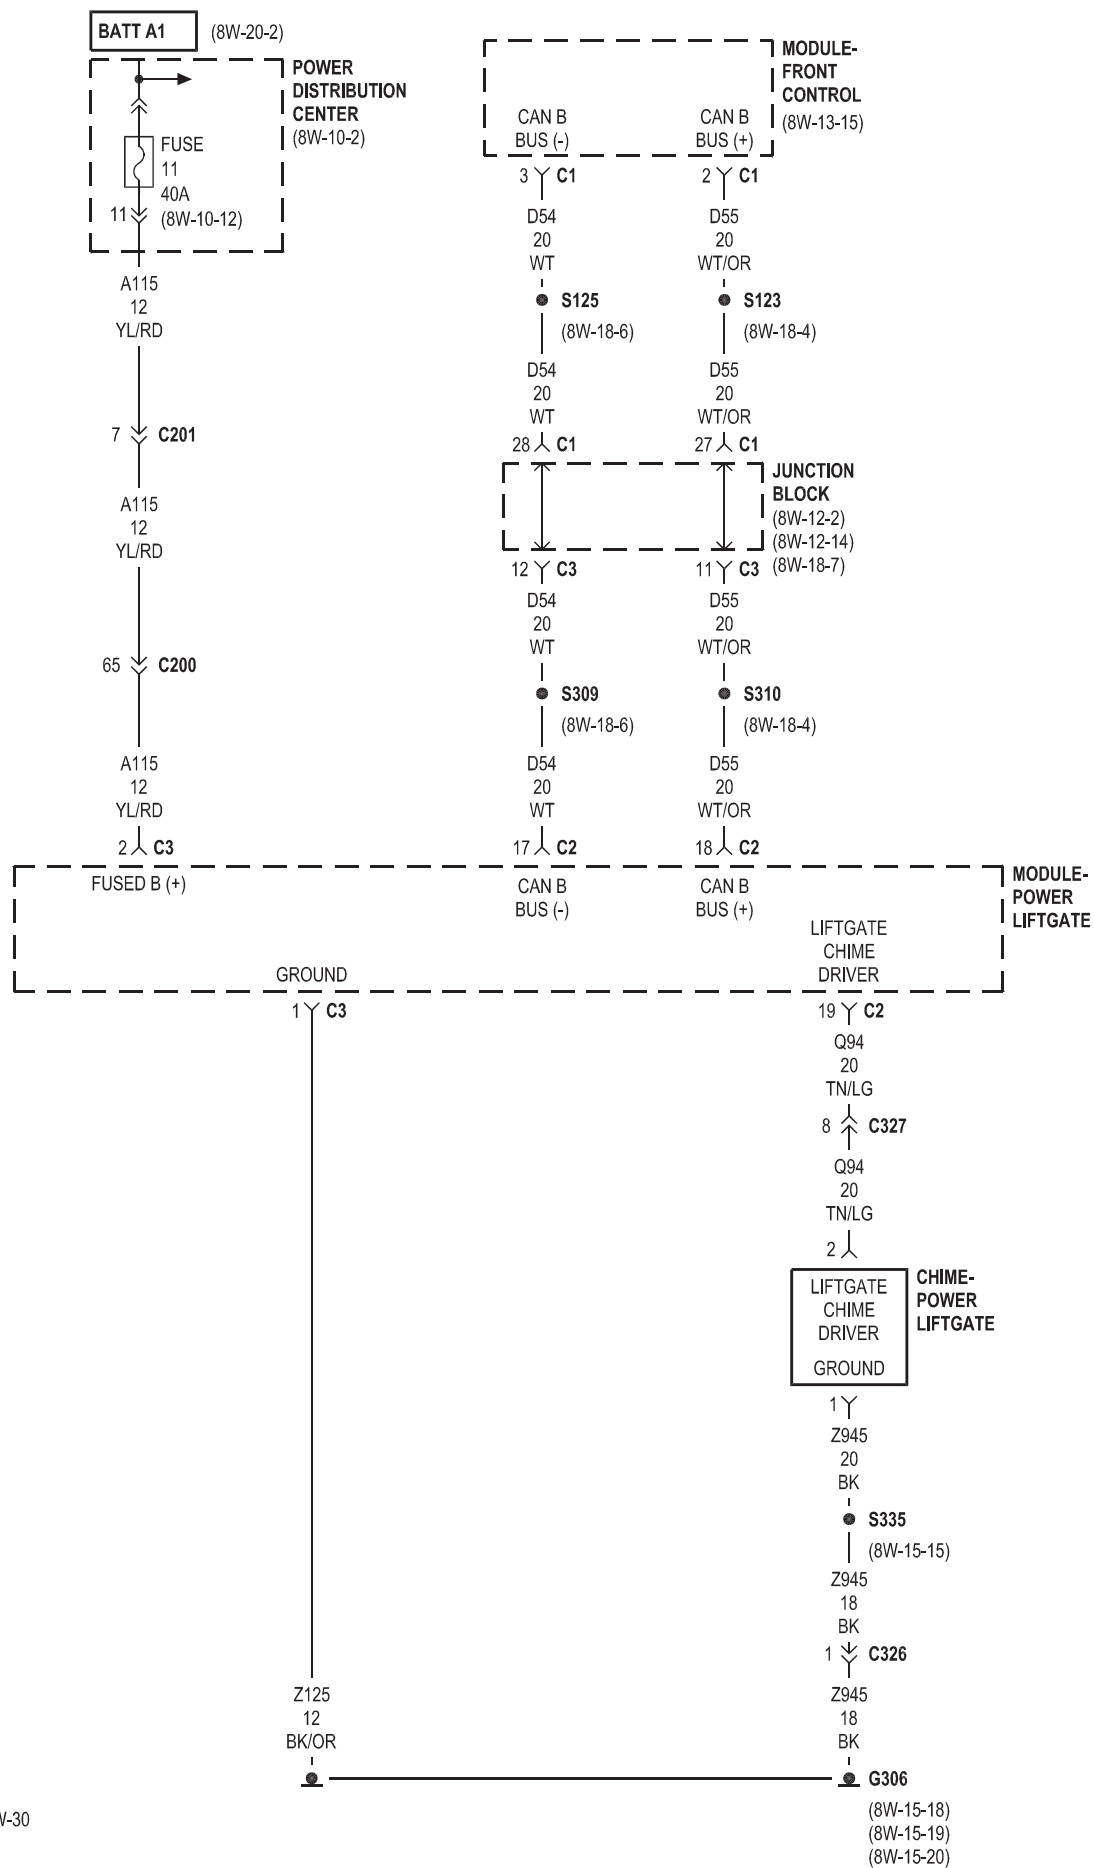 BATT A1 (8W-20-2)
POWER
DISTRIBUTION
CENTER
(8W-10-2)
FUSE
11
40A
(8W-10-12)
11
A115
12
YL/RD
7 C201
A115
12
YL/RD
65 C200
A115
12
YL/RD
2 C3
MODULE-
FRONT
CONTROL
(8W-13-15)
CAN B
BUS (-)
3 C1
D54
20
WT
S125
(8W-18-6)
D54
20
WT
28 C1
CAN B
BUS (+)
2 C1
D55
20
WT/OR
S123
(8W-18-4)
D55
20
WT/OR
27 C1
JUNCTION
BLOCK
(8W-12-2)
(8W-12-14)
(8W-18-7)
12 C3
D54
20
WT
S309
(8W-18-6)
D54
20
WT
17 C2
11 C3
D55
20
WT/OR
S310
(8W-18-4)
D55
20
WT/OR
18 C2
MODULE-
POWER
LIFTGATE
FUSED B (+)
CAN B
BUS (-)
CAN B
BUS (+)
LIFTGATE
CHIME
DRIVER
GROUND
1 C3
Z125
12
BK/OR
19 C2
Q94
20
TN/LG
8 C327
Q94
20
TN/LG
2
LIFTGATE
CHIME
DRIVER
GROUND
CHIME-
POWER
LIFTGATE
1
Z945
20
BK
S335
(8W-15-15)
Z945
18
BK
1 C326
Z945
18
BK
G306
(8W-15-18)
(8W-15-19)
(8W-15-20)